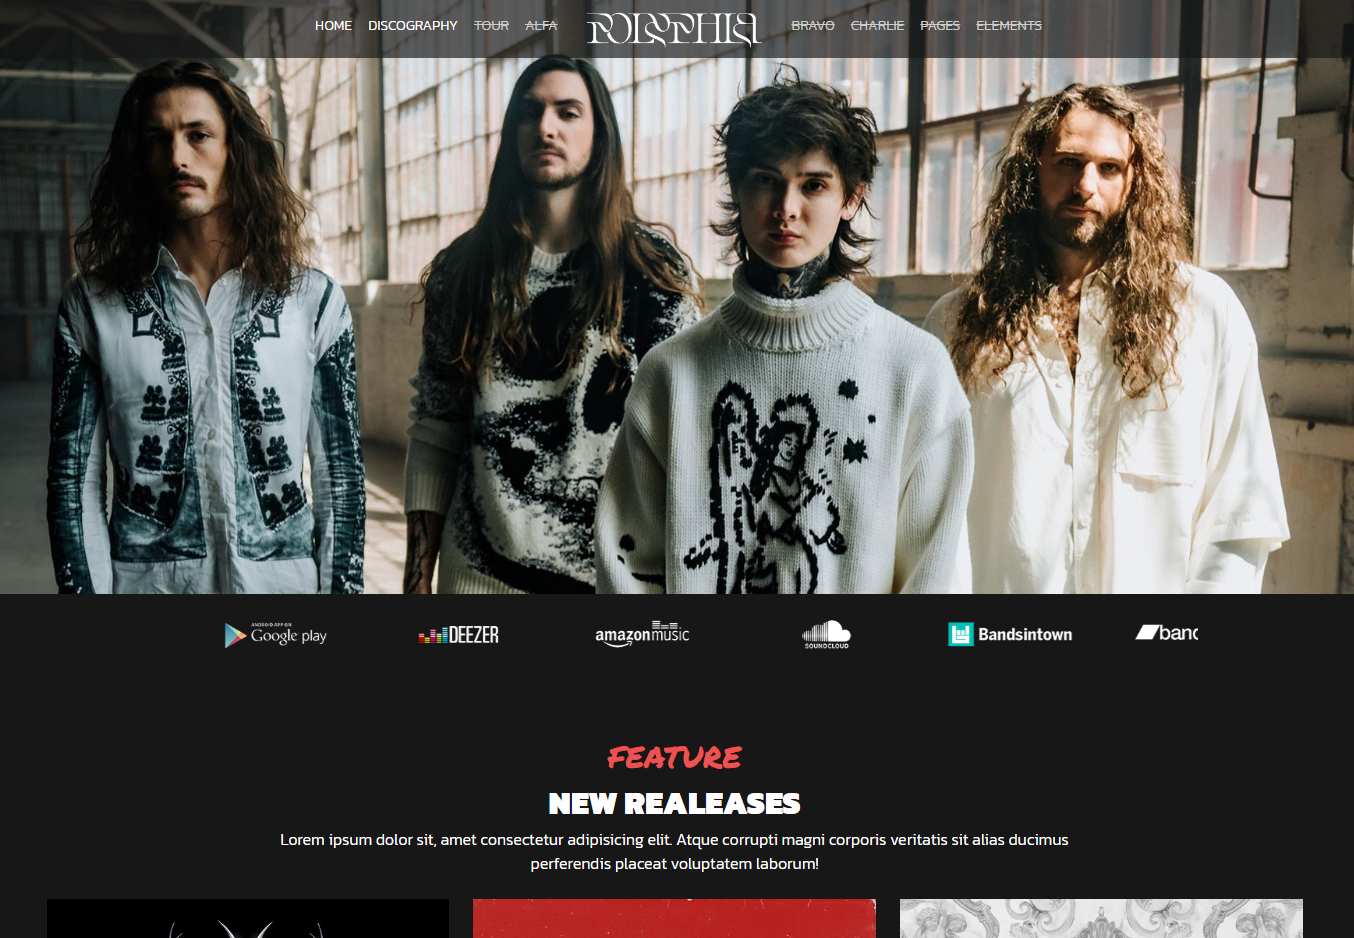 HOME DISCOGRAPHY TOUR ALFA POLYPHIA BRAVO CHARLIE PAGES ELEMENTS
ANDROID APP ON
Google play
DEEZER
amazonmusic
SOUNDCLOUD
Bandsintown
banc
FEATURE
NEW REALEASES
Lorem ipsum dolor sit, amet consectetur adipisicing elit. Atque corrupti magni corporis veritatis sit alias ducimus
perferendis placeat voluptatem laborum!